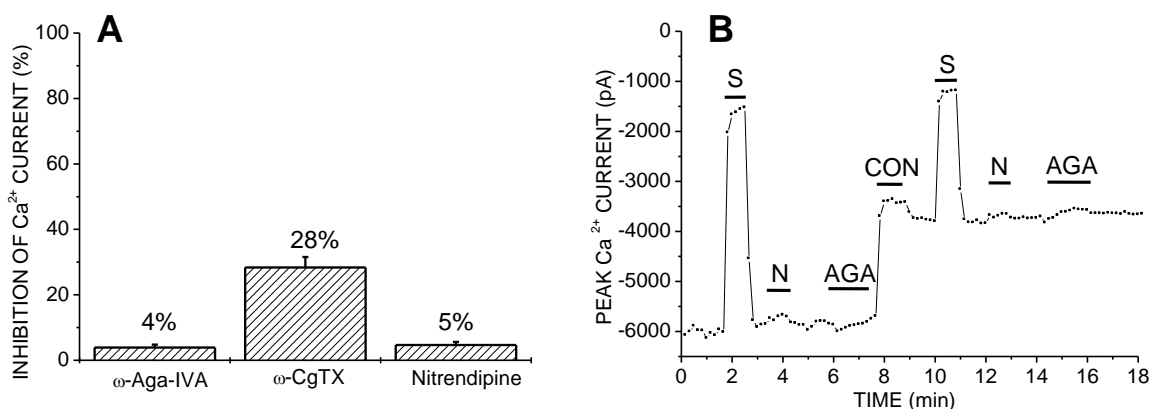 A
INHIBITION OF Ca²⁺ CURRENT (%)
100
80
60
40
20
0
4%
28%
5%
ω-Aga-IVA
ω-CgTX
Nitrendipine
B
PEAK Ca²⁺ CURRENT (pA)
0
-1000
-2000
-3000
-4000
-5000
-6000
S
S
CON
N
AGA
N
AGA
0 2 4 6 8 10 12 14 16 18
TIME (min)